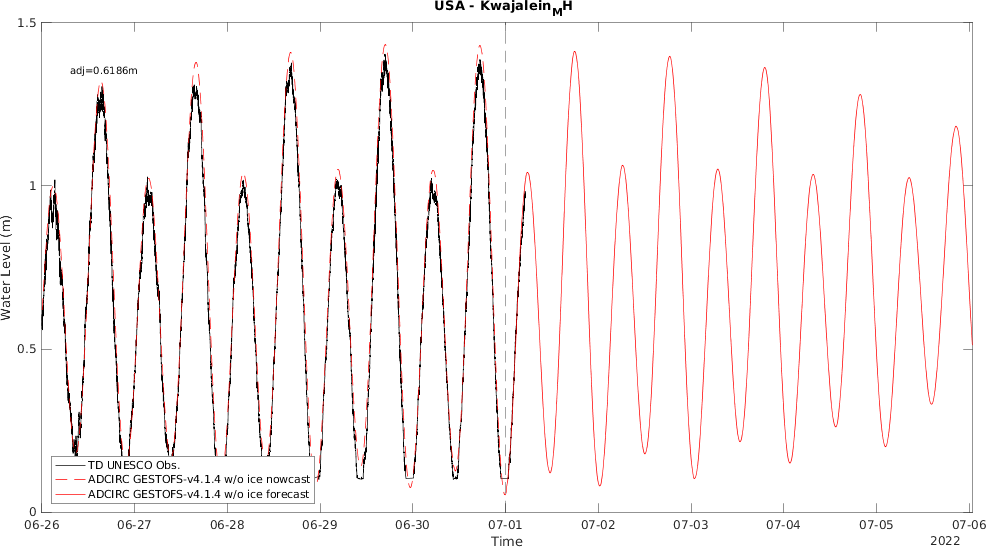 USA - Kwajalein_MH
1.5
adj=0.6186m
1
Water Level (m)
0.5
TD UNESCO Obs.
ADCIRC GESTOFS-v4.1.4 w/o ice nowcast
ADCIRC GESTOFS-v4.1.4 w/o ice forecast
0
06-26 06-27 06-28 06-29 06-30 07-01 07-02 07-03 07-04 07-05 07-06
Time
2022